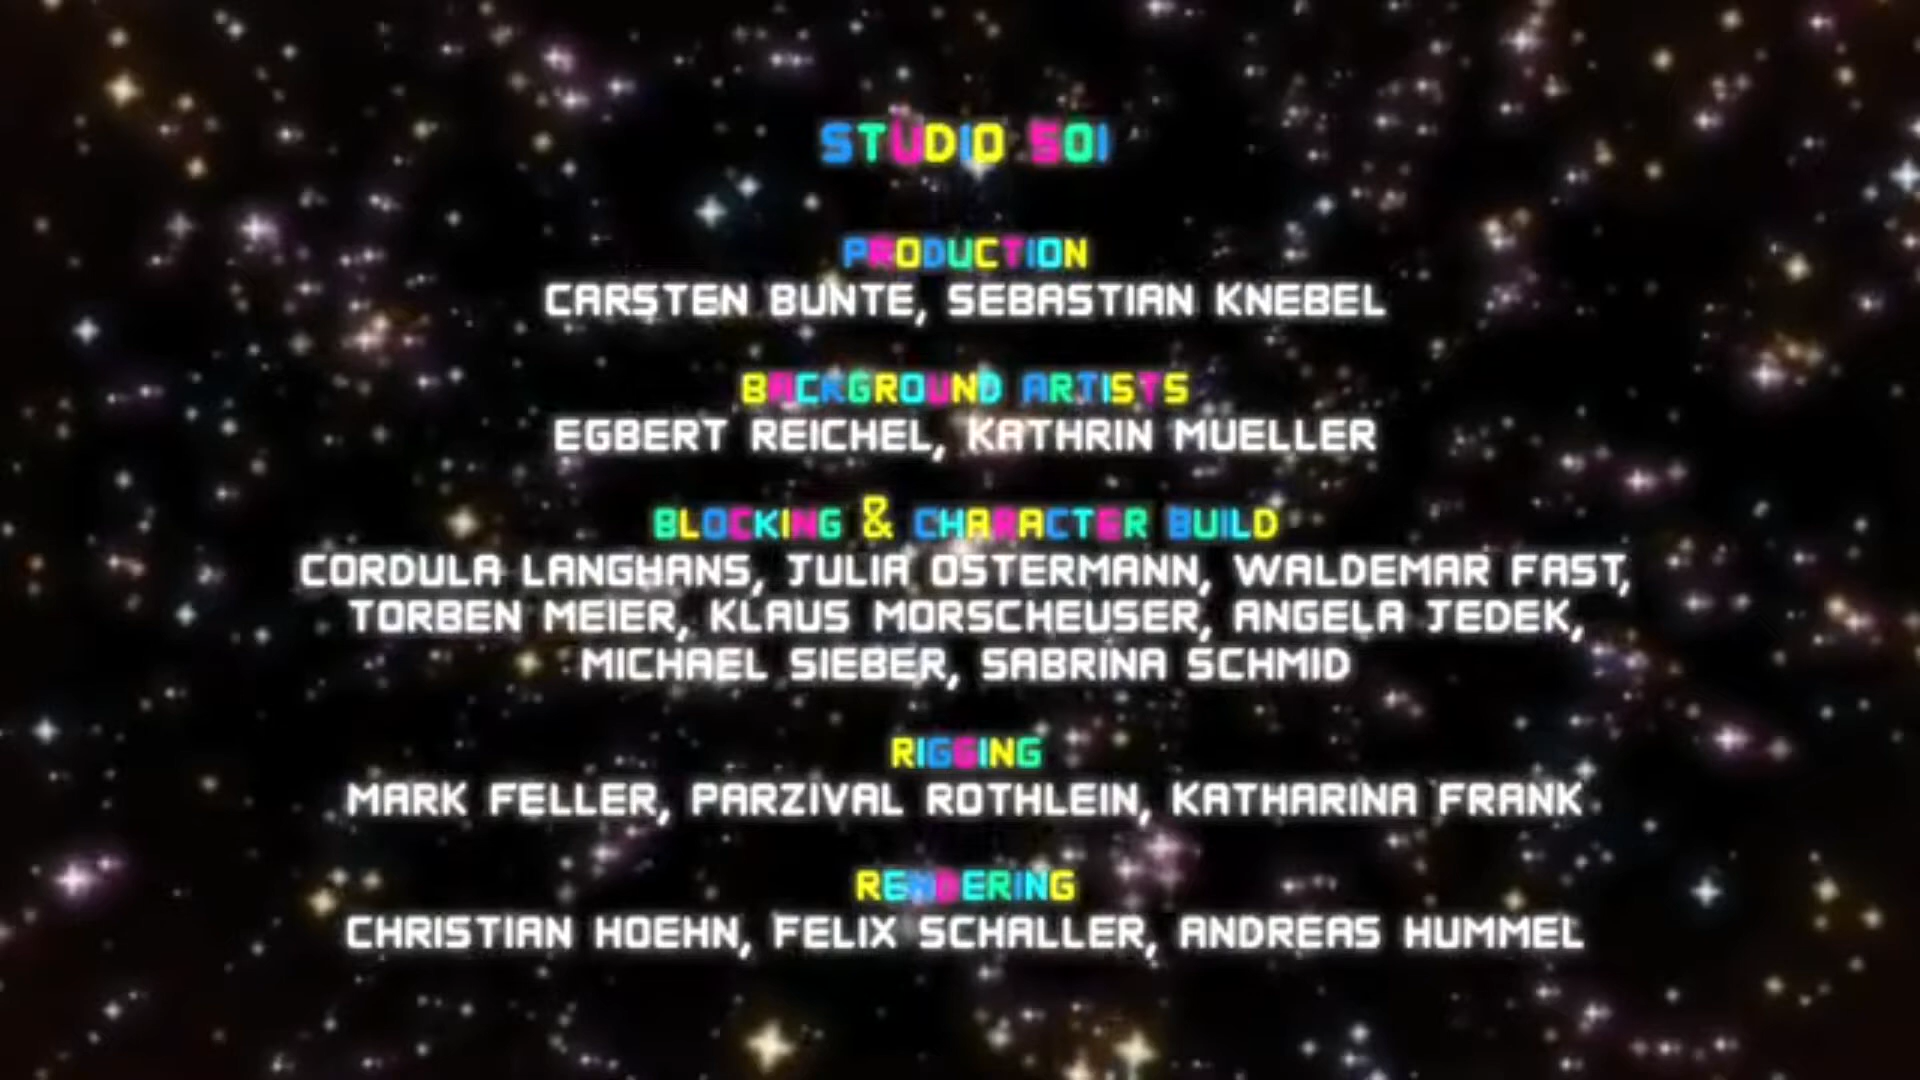 STUDIO 501
PRODUCTION
CARSTEN BUNTE, SEBASTIAN KNEBEL
BACKGROUND ARTISTS
EGBERT REICHEL, KATHRIN MUELLER
BLOCKING & CHARACTER BUILD
CORDULA LANGHANS, JULIA OSTERMANN, WALDEMAR FAST,
TORBEN MEIER, KLAUS MORSCHEUSER, ANGELA JEDEK,
MICHAEL SIEBER, SABRINA SCHMID
RIGGING
MARK FELLER, PARZIVAL ROTHLEIN, KATHARINA FRANK
RENDERING
CHRISTIAN HOEHN, FELIX SCHALLER, ANDREAS HUMMEL